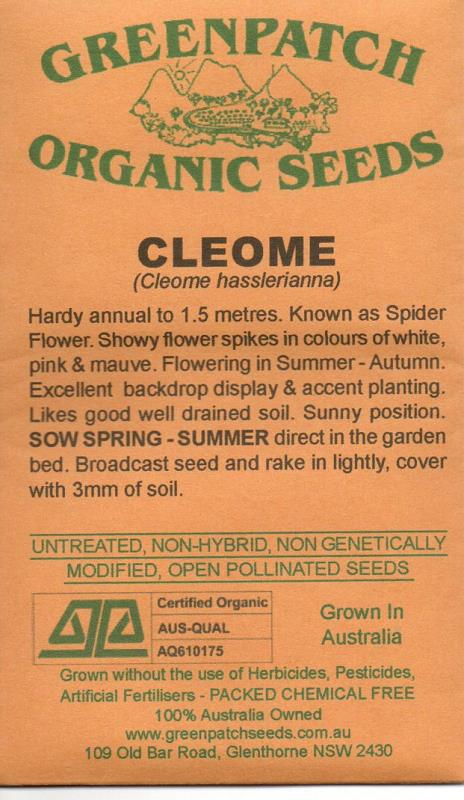 GREENPATCH
ORGANIC SEEDS
CLEOME
(Cleome hasslerianna)
Hardy annual to 1.5 metres. Known as Spider
Flower. Showy flower spikes in colours of white,
pink & mauve. Flowering in Summer - Autumn.
Excellent backdrop display & accent planting.
Likes good well drained soil. Sunny position.
SOW SPRING - SUMMER direct in the garden
bed. Broadcast seed and rake in lightly, cover
with 3mm of soil.
UNTREATED, NON-HYBRID, NON GENETICALLY
MODIFIED, OPEN POLLINATED SEEDS
Certified Organic
AUS-QUAL
AQ610175
Grown In
Australia
Grown without the use of Herbicides, Pesticides,
Artificial Fertilisers - PACKED CHEMICAL FREE
100% Australia Owned
www.greenpatchseeds.com.au
109 Old Bar Road, Glenthorne NSW 2430